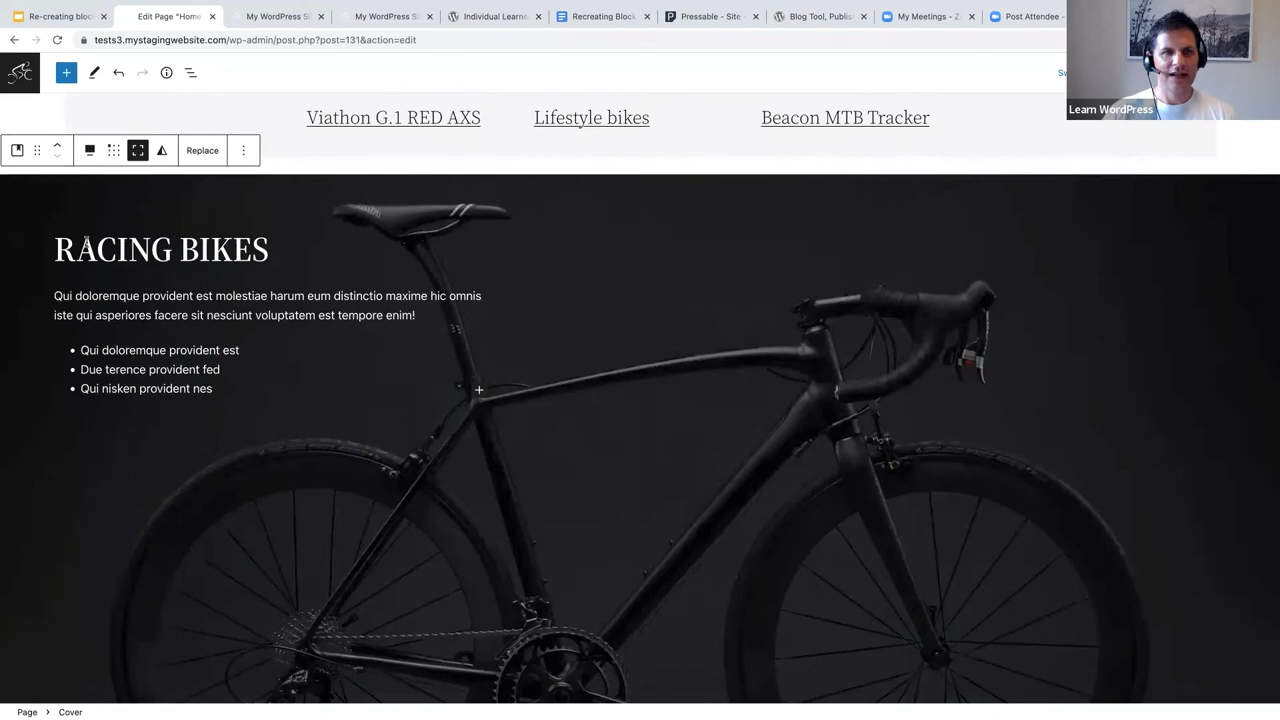 Re-creating block
Edit Page “Home
My WordPress Si
My WordPress Si
Individual Learne
Recreating Block
Pressable - Site
Blog Tool, Publis
My Meetings - Z
Post Attendee -
tests3.mystagingwebsite.com/wp-admin/post.php?post=131&action=edit
Learn WordPress
Viathon G.1 RED AXS
Lifestyle bikes
Beacon MTB Tracker
Replace
RACING BIKES
Qui doloremque provident est molestiae harum eum distinctio maxime hic omnis
iste qui asperiores facere sit nesciunt voluptatem est tempore enim!
• Qui doloremque provident est
• Due terence provident fed
• Qui nisken provident nes
Page > Cover